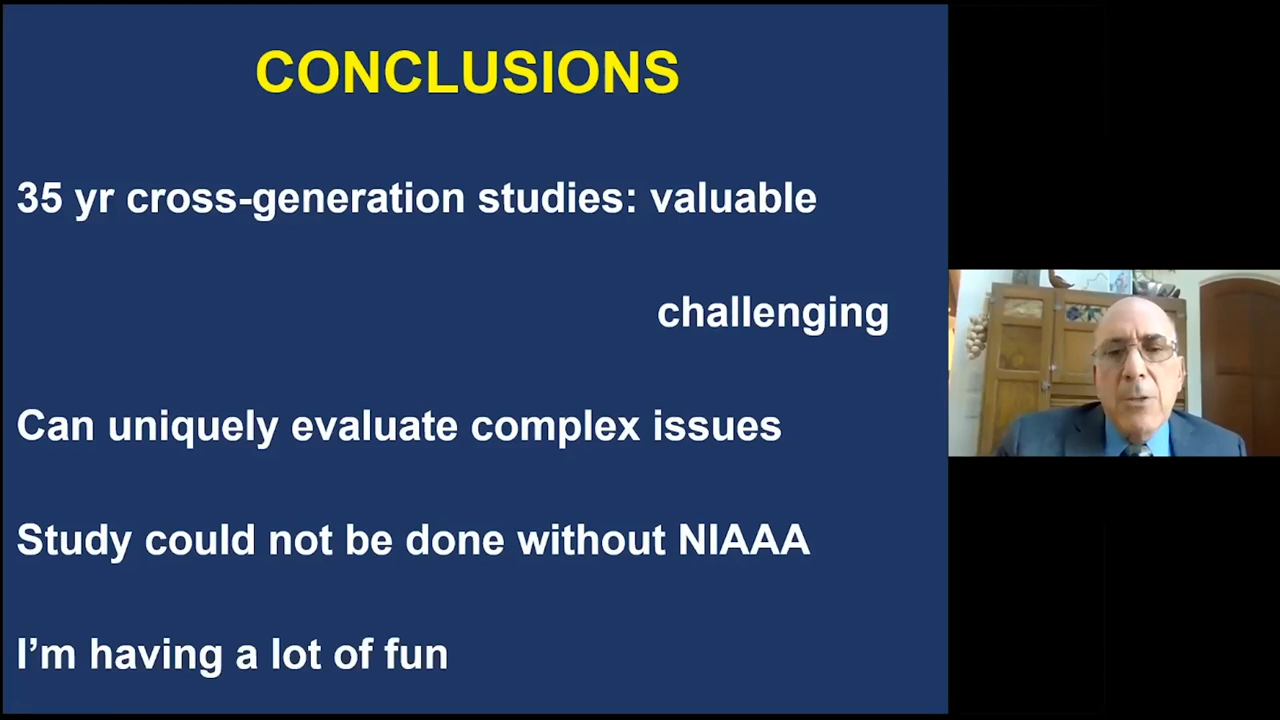 CONCLUSIONS
35 yr cross-generation studies: valuable
challenging
Can uniquely evaluate complex issues
Study could not be done without NIAAA
I’m having a lot of fun